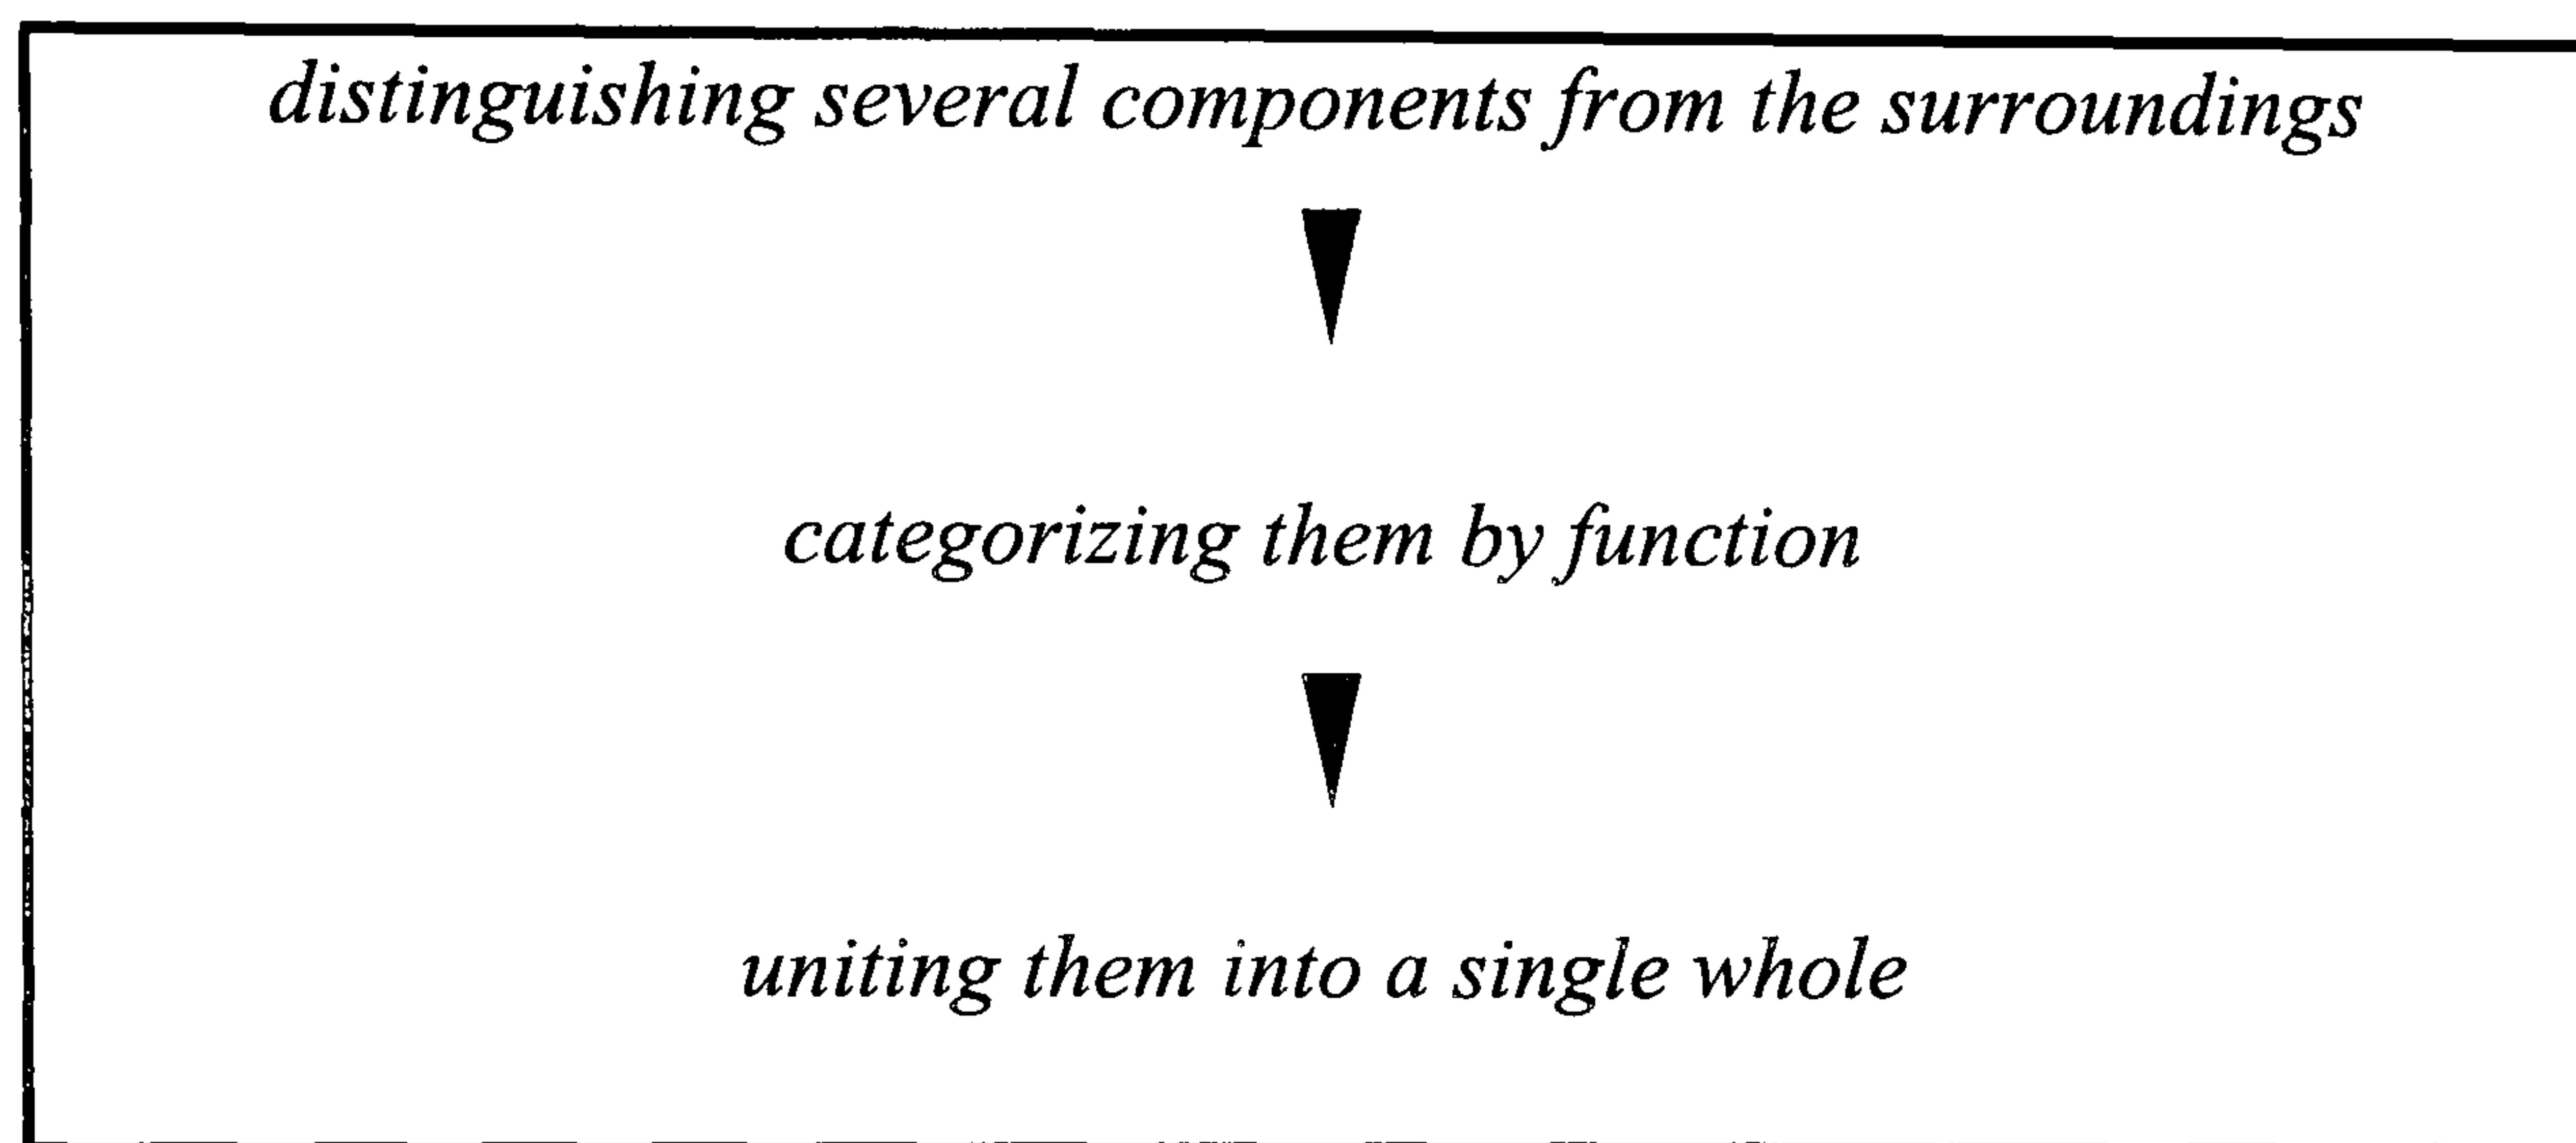 distinguishing several components from the surroundings
categorizing them by function
uniting them into a single whole